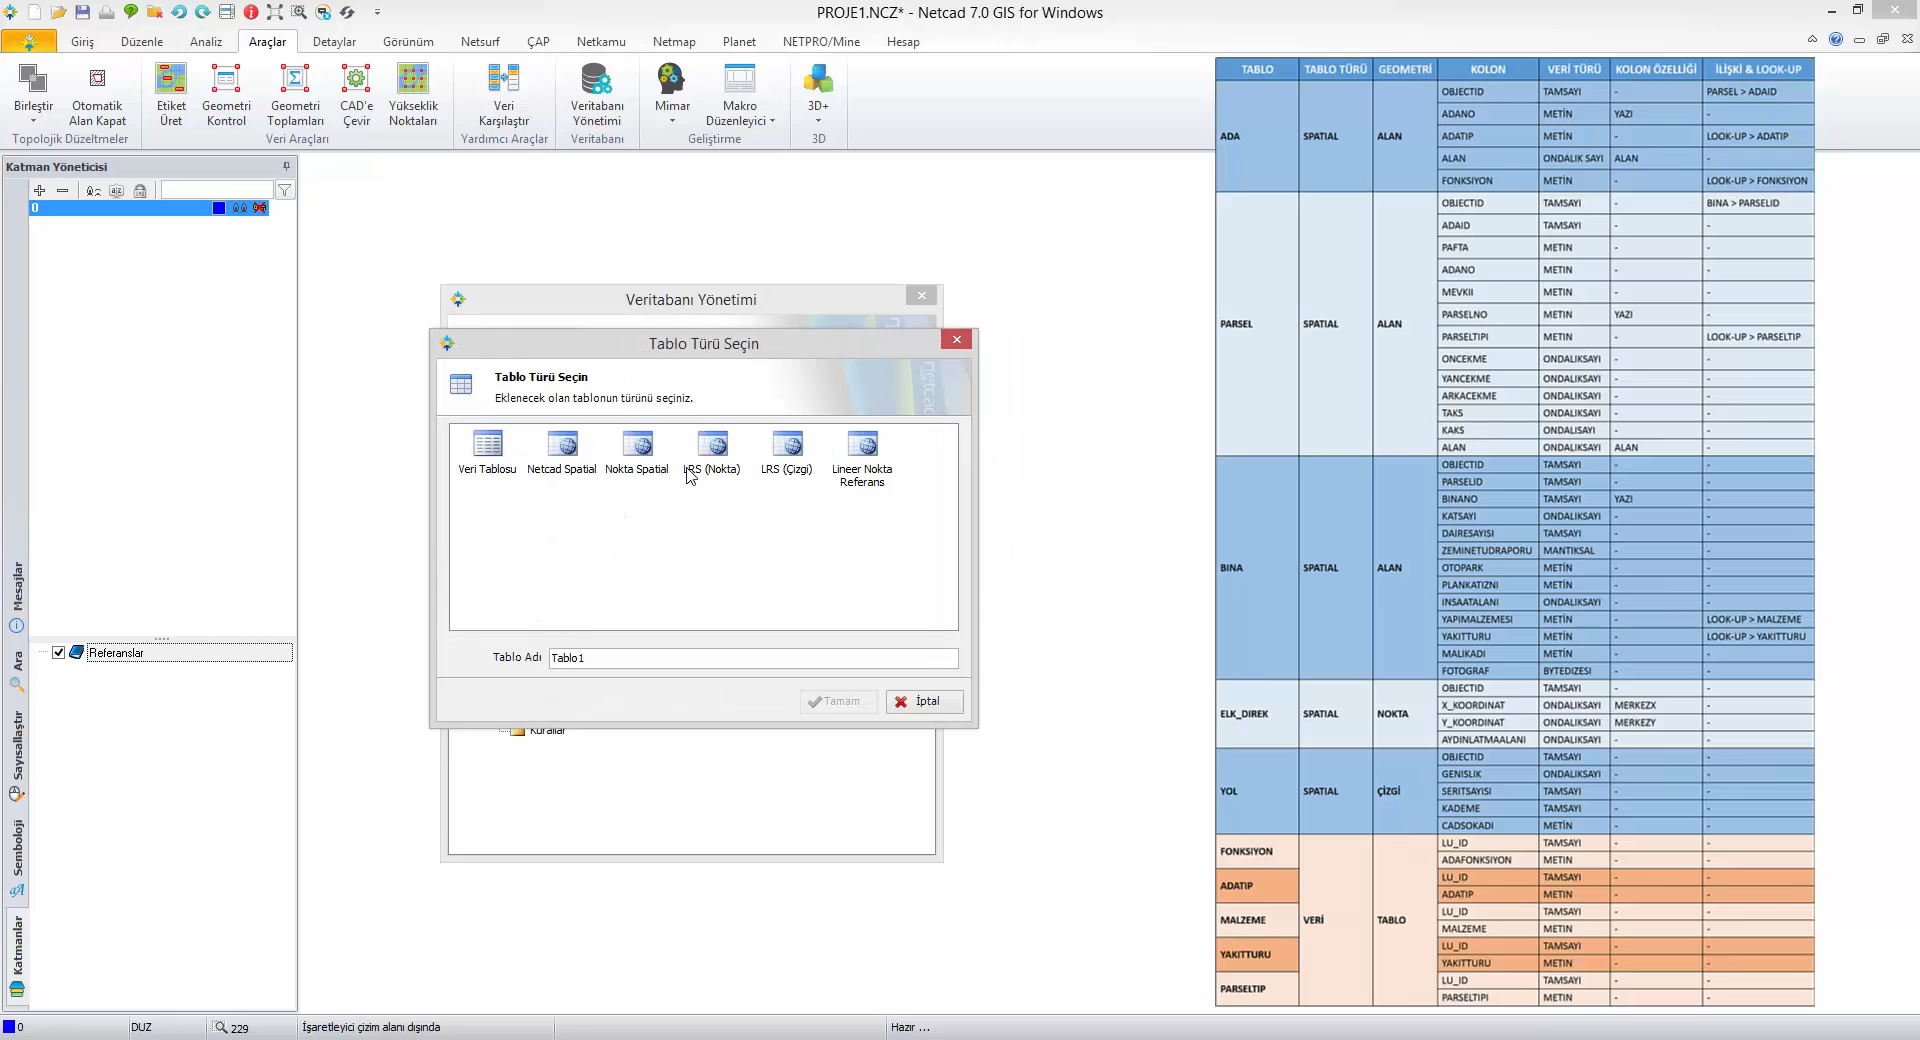 PROJE1.NCZ* - Netcad 7.0 GIS for Windows
Giriş Düzenle Analiz Araçlar Detaylar Görünüm Netsurf ÇAP Netkamu Netmap Planet NETPRO/Mine Hesap
Birleştir
Otomatik Alan Kapat
Etiket Üret
Geometri Kontrol
Geometri Toplamları
CAD'e Çevir
Yükseklik Noktaları
Veri Karşılaştır
Veritabanı Yönetimi
Mimar
Makro Düzenleyici
3D+
Topolojik Düzeltmeler Veri Araçları Yardımcı Araçlar Veritabanı Geliştirme 3D
Katman Yöneticisi
0
Referanslar
Mesajlar
Ara
Sayısallaştır
Semboloji
Katmanlar
Veritabanı Yönetimi
Tablo Türü Seçin
Tablo Türü Seçin
Eklenecek olan tablonun türünü seçiniz.
Veri Tablosu
Netcad Spatial
Nokta Spatial
LRS (Nokta)
LRS (Çizgi)
Lineer Nokta
Referans
Tablo Adı Tablo1
Tamam İptal
Kurallar
TABLO TABLO TÜRÜ GEOMETRİ KOLON VERİ TÜRÜ KOLON ÖZELLİĞİ İLİŞKİ & LOOK-UP
ADA SPATIAL ALAN
OBJECTID TAMSAYI - PARSEL > ADAID
ADANO METİN YAZI -
ADATIP METİN - LOOK-UP > ADATIP
ALAN ONDALIK SAYI ALAN -
FONKSIYON METİN - LOOK-UP > FONKSIYON
PARSEL SPATIAL ALAN
OBJECTID TAMSAYI - BINA > PARSELID
ADAID TAMSAYI - -
PAFTA METIN - -
ADANO METIN - -
MEVKII METIN - -
PARSELNO METIN YAZI -
PARSELTIPI METIN - LOOK-UP > PARSELTIP
ONCEKME ONDALIKSAYI - -
YANCEKME ONDALIKSAYI - -
ARKACEKME ONDALIKSAYI - -
TAKS ONDALIKSAYI - -
KAKS ONDALISAYI - -
ALAN ONDALIKSAYI ALAN -
BINA SPATIAL ALAN
OBJECTID TAMSAYI - -
PARSELID TAMSAYI - -
BINANO TAMSAYI YAZI -
KATSAYI ONDALIKSAYI - -
DAIRESAYISI TAMSAYI - -
ZEMINETUDRAPORU MANTIKSAL - -
OTOPARK METİN - -
PLANKATIZNI METİN - -
INSAATALANI ONDALIKSAYI - -
YAPIMALZEMESI METİN - LOOK-UP > MALZEME
YAKITTURU METİN - LOOK-UP > YAKITTURU
MALIKADI METİN - -
FOTOGRAF BYTEDIZESI - -
ELK_DIREK SPATIAL NOKTA
OBJECTID TAMSAYI - -
X_KOORDINAT ONDALIKSAYI MERKEZX -
Y_KOORDINAT ONDALIKSAYI MERKEZY -
AYDINLATMAALANI ONDALIKSAYI - -
YOL SPATIAL ÇİZGİ
OBJECTID TAMSAYI - -
GENISLIK ONDALIKSAYI - -
SERITSAYISI TAMSAYI - -
KADEME TAMSAYI - -
CADSOKADI METİN - -
VERİ TABLO
FONKSIYON
LU_ID TAMSAYI - -
ADAFONKSIYON METIN - -
ADATIP
LU_ID TAMSAYI - -
ADATIP METIN - -
MALZEME
LU_ID TAMSAYI - -
MALZEME METIN - -
YAKITTURU
LU_ID TAMSAYI - -
YAKITTURU METIN - -
PARSELTIP
LU_ID TAMSAYI - -
PARSELTIPI METIN - -
0 DUZ 229 İşaretleyici çizim alanı dışında Hazır ...